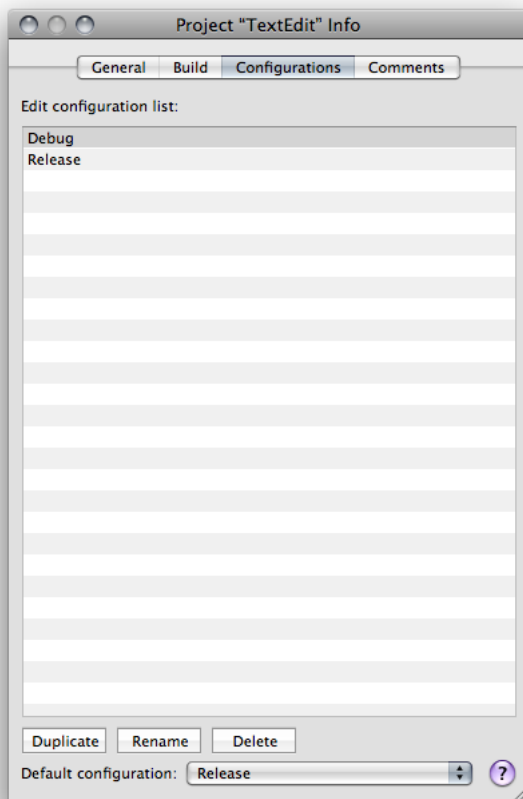 Project “TextEdit” Info
General Build Configurations Comments
Edit configuration list:
Debug
Release
Duplicate Rename Delete
Default configuration: Release ?